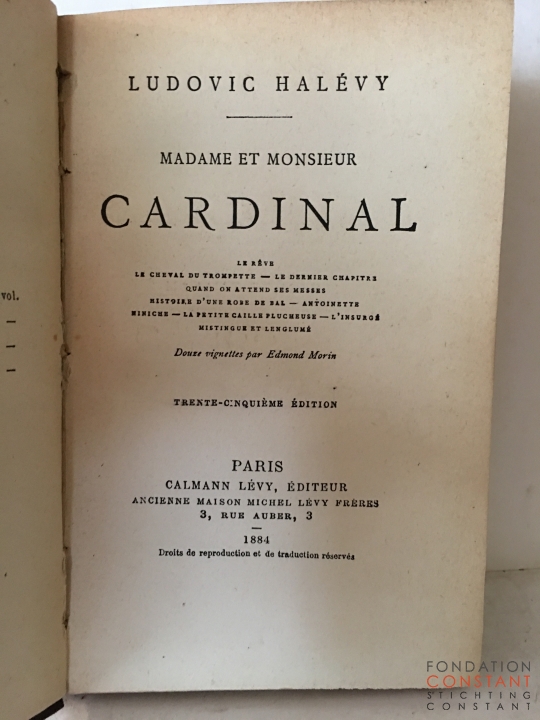 vol.
—
—
—
LUDOVIC HALÉVY
MADAME ET MONSIEUR
CARDINAL
LE RÊVE
LE CHEVAL DU TROMPETTE — LE DERNIER CHAPITRE
QUAND ON ATTEND SES MESSES
HISTOIRE D'UNE ROBE DE BAL — ANTOINETTE
NINICHE — LA PETITE CAILLE PLUCHEUSE — L'INSURGÉ
MISTINGUE ET LENGLUMÉ
Douze vignettes par Edmond Morin
TRENTE-CINQUIÈME ÉDITION
PARIS
CALMANN LÉVY, ÉDITEUR
ANCIENNE MAISON MICHEL LÉVY FRÈRES
3, RUE AUBER, 3
1884
Droits de reproduction et de traduction réservés
FONDATION
CONSTANT
STICHTING
CONSTANT